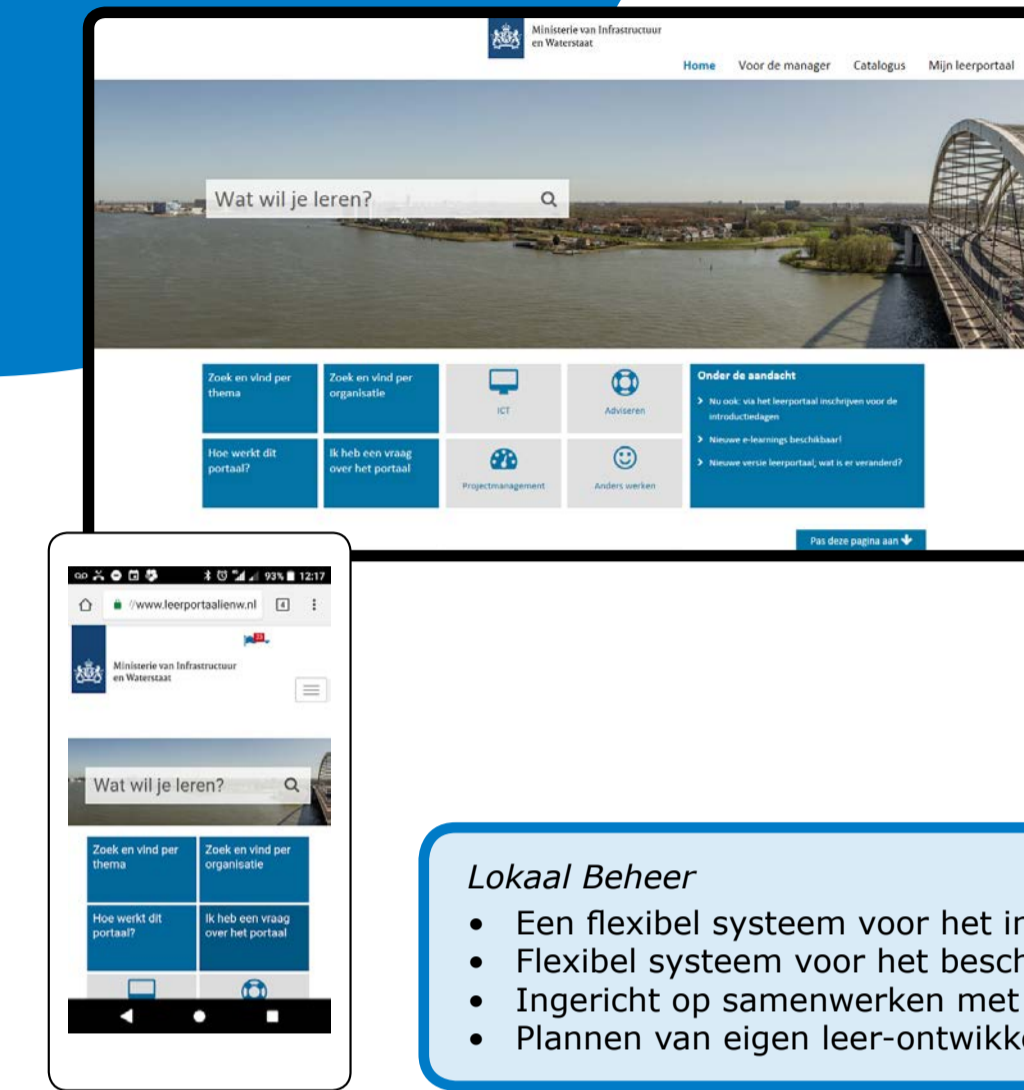 Ministerie van Infrastructuur
en Waterstaat
Home Voor de manager Catalogus Mijn leerportaal
Wat wil je leren?
Zoek en vind per
thema
Zoek en vind per
organisatie
ICT
Adviseren
Hoe werkt dit
portaal?
Ik heb een vraag
over het portaal
Projectmanagement
Anders werken
Onder de aandacht
Nu ook: via het leerportaal inschrijven voor de
introductiedagen
Nieuwe e-learnings beschikbaar!
Nieuwe versie leerportaal, wat is er veranderd?
Pas deze pagina aan
93% 12:17
//www.leerportaalienw.nl 4
Ministerie van Infrastructuur
en Waterstaat
Wat wil je leren?
Zoek en vind per
thema
Zoek en vind per
organisatie
Hoe werkt dit
portaal?
Ik heb een vraag
over het portaal
Lokaal Beheer
• Een flexibel systeem voor het
• Flexibel systeem voor het
• Ingericht op samenwerken met
• Plannen van eigen